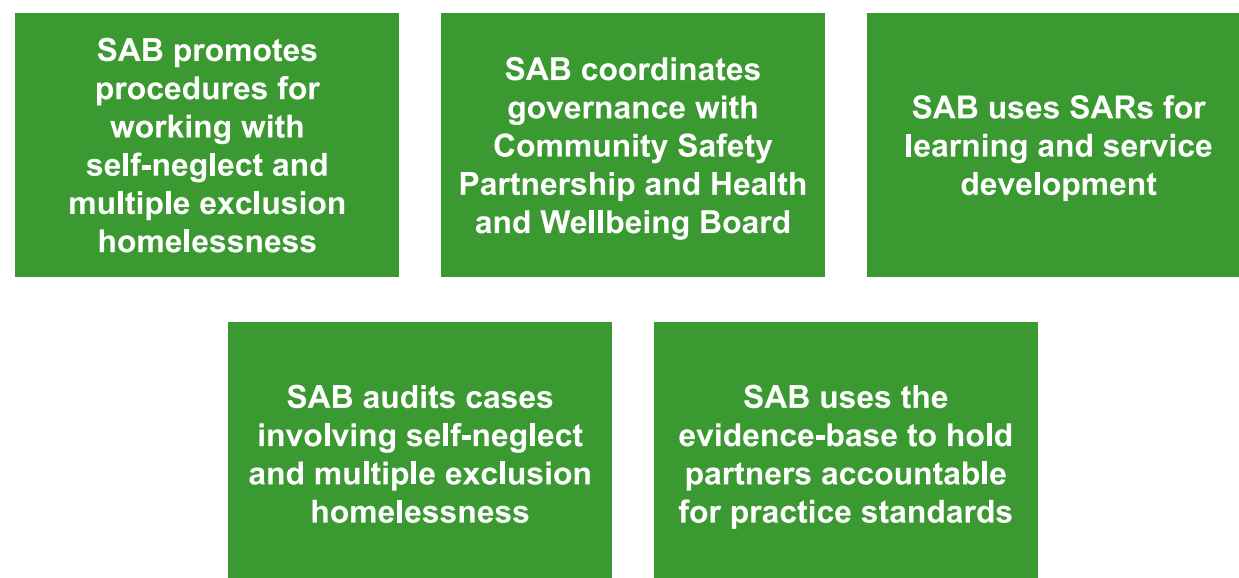 SAB promotes
procedures for
working with
self-neglect and
multiple exclusion
homelessness
SAB coordinates
governance with
Community Safety
Partnership and Health
and Wellbeing Board
SAB uses SARs for
learning and service
development
SAB audits cases
involving self-neglect
and multiple exclusion
homelessness
SAB uses the
evidence-base to hold
partners accountable
for practice standards